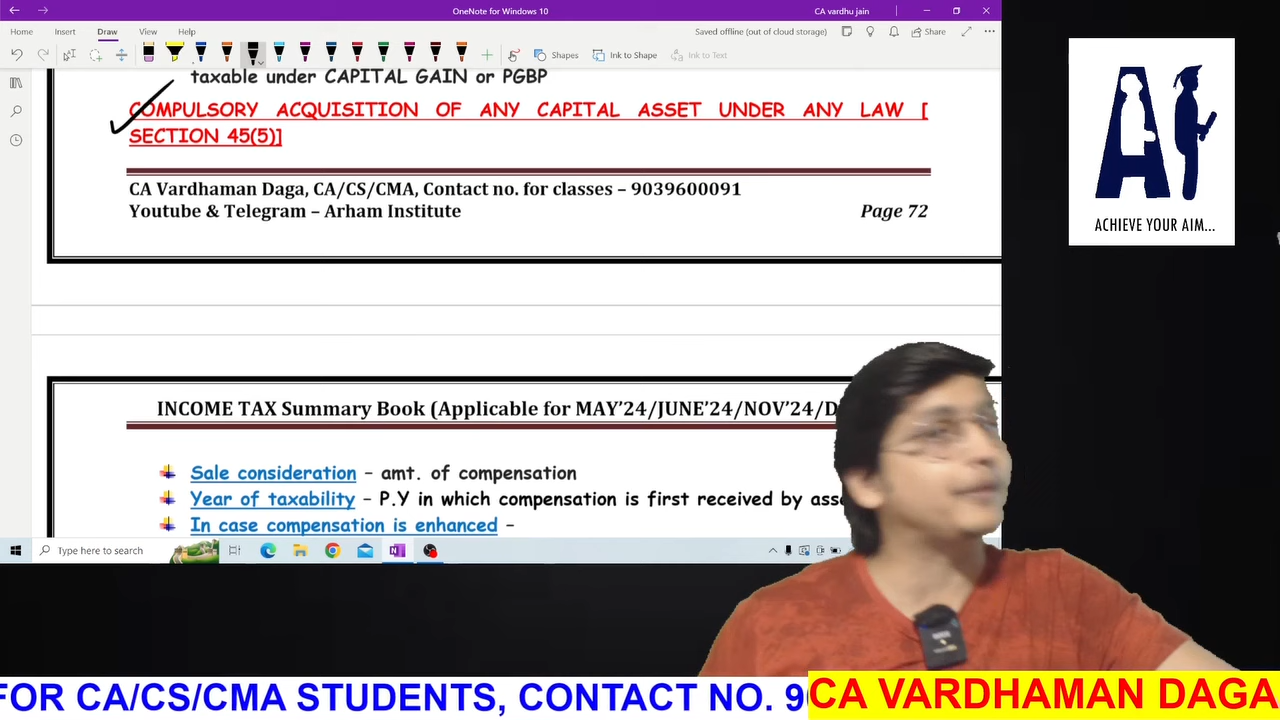 OneNote for Windows 10
CA vardhu jain
Home Insert Draw View Help
Saved offline (out of cloud storage)
Share
Shapes
Ink to Shape
Ink to Text
taxable under CAPITAL GAIN or PGBP
COMPULSORY ACQUISITION OF ANY CAPITAL ASSET UNDER ANY LAW [
SECTION 45(5)]
CA Vardhaman Daga, CA/CS/CMA, Contact no. for classes – 9039600091
Youtube & Telegram – Arham Institute
Page 72
INCOME TAX Summary Book (Applicable for MAY'24/JUNE'24/NOV'24/D
Sale consideration – amt. of compensation
Year of taxability – P.Y in which compensation is first received by
In case compensation is enhanced –
Type here to search
ACHIEVE YOUR AIM...
FOR CA/CS/CMA STUDENTS, CONTACT NO. 9
CA VARDHAMAN DAGA